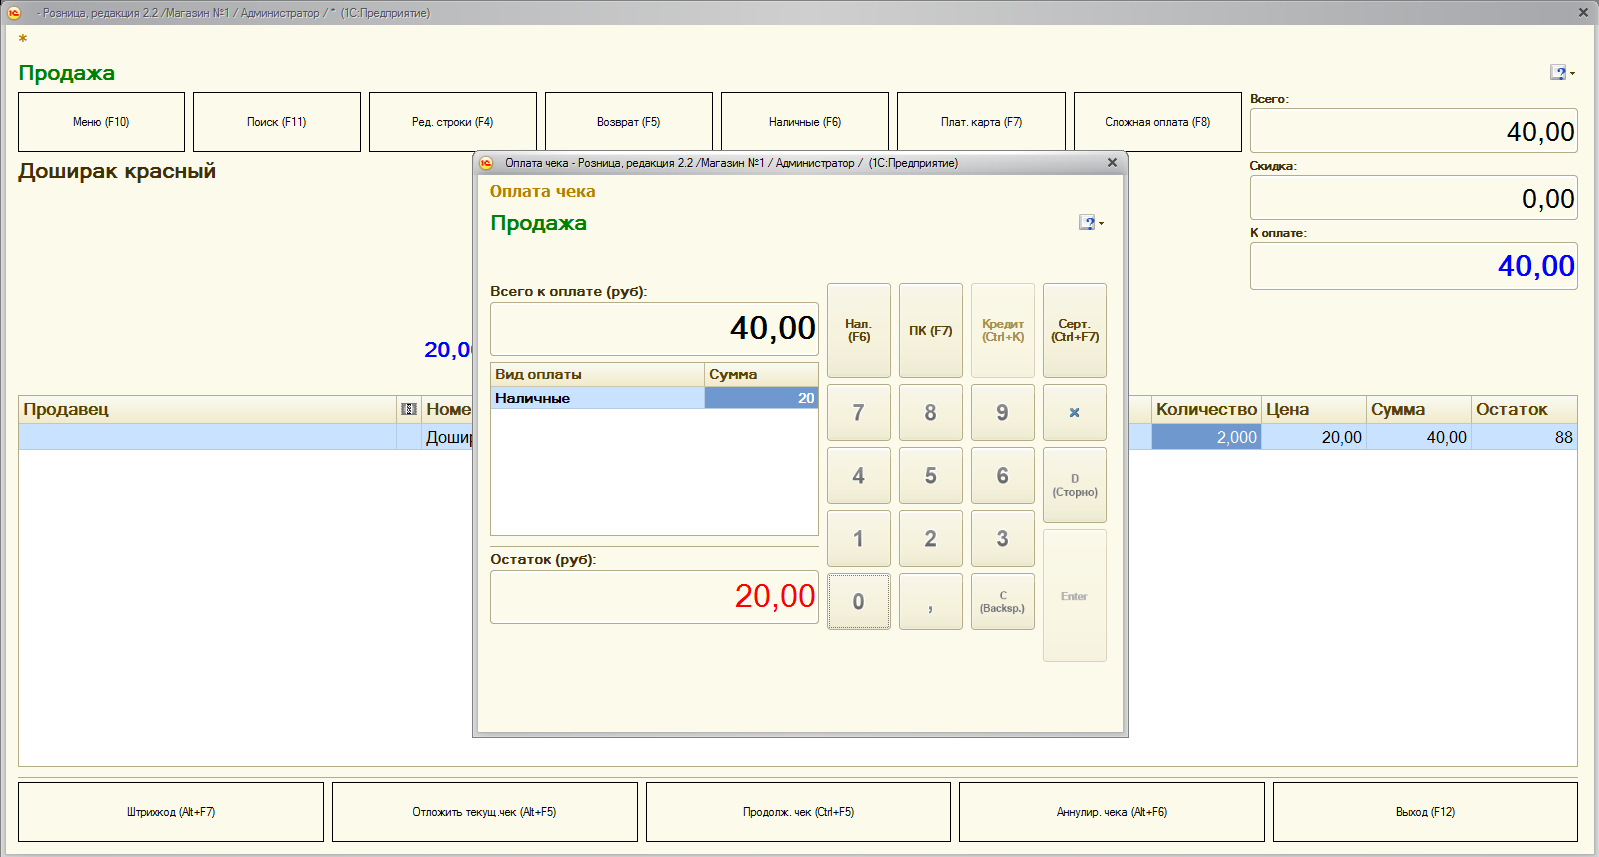 - Розница, редакция 2.2 /Магазин №1 / Администратор / * (1С:Предприятие)
*
Продажа
Меню (F10)
Поиск (F11)
Ред. строки (F4)
Возврат (F5)
Наличные (F6)
Плат. карта (F7)
Сложная оплата (F8)
Всего:
40,00
Скидка:
0,00
К оплате:
40,00
Доширак красный
20,0
Продавец
Номе
Количество
Цена
Сумма
Остаток
Дошир
2,000
20,00
40,00
88
Оплата чека - Розница, редакция 2.2 /Магазин №1 / Администратор / (1С:Предприятие)
Оплата чека
Продажа
Всего к оплате (руб):
40,00
Вид оплаты
Сумма
Наличные
20
Остаток (руб):
20,00
Нал.
(F6)
ПК (F7)
Кредит
(Ctrl+K)
Серт.
(Ctrl+F7)
7
8
9
×
4
5
6
D
(Сторно)
1
2
3
Enter
0
,
C
(Backsp.)
Штрихкод (Alt+F7)
Отложить текущ.чек (Alt+F5)
Продолж. чек (Ctrl+F5)
Аннулир. чека (Alt+F6)
Выход (F12)